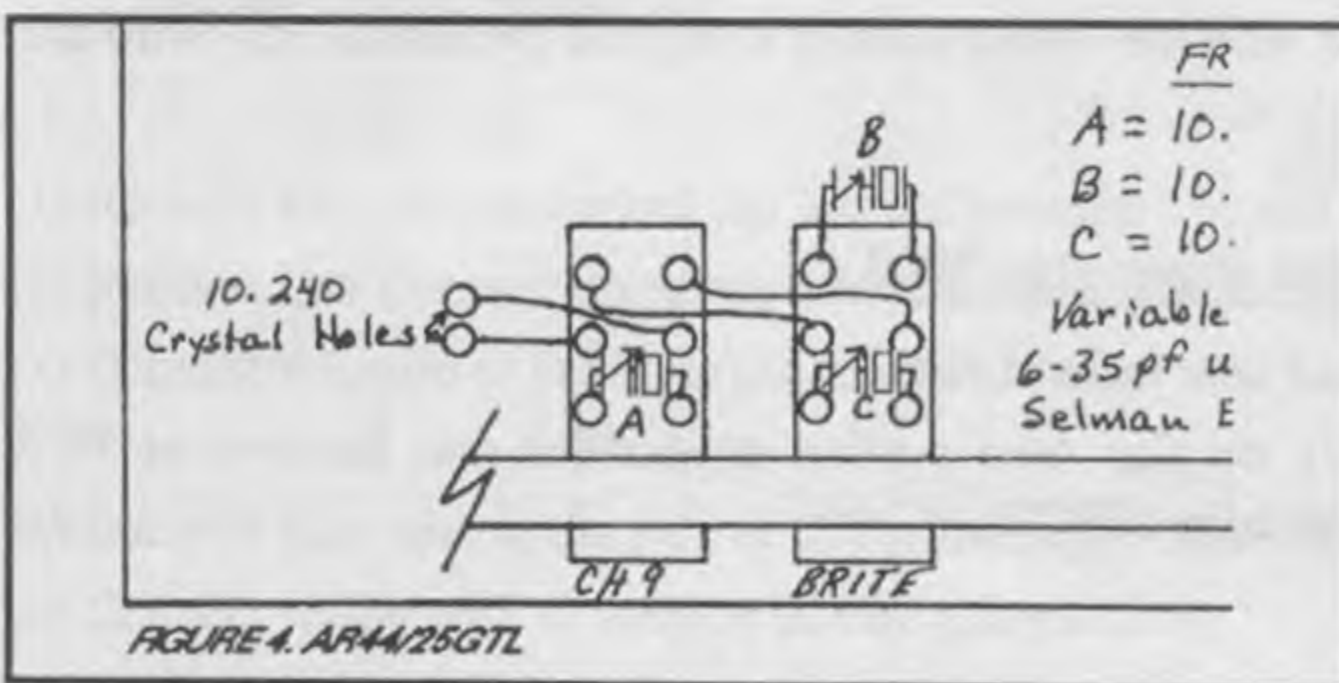 FR
A = 10.
B = 10.
C = 10.
Variable
6-35 pf u
Selman E
B
10.240
Crystal Holes
A
C
CH 9
BRITE
FIGURE 4. AR44/25GTL